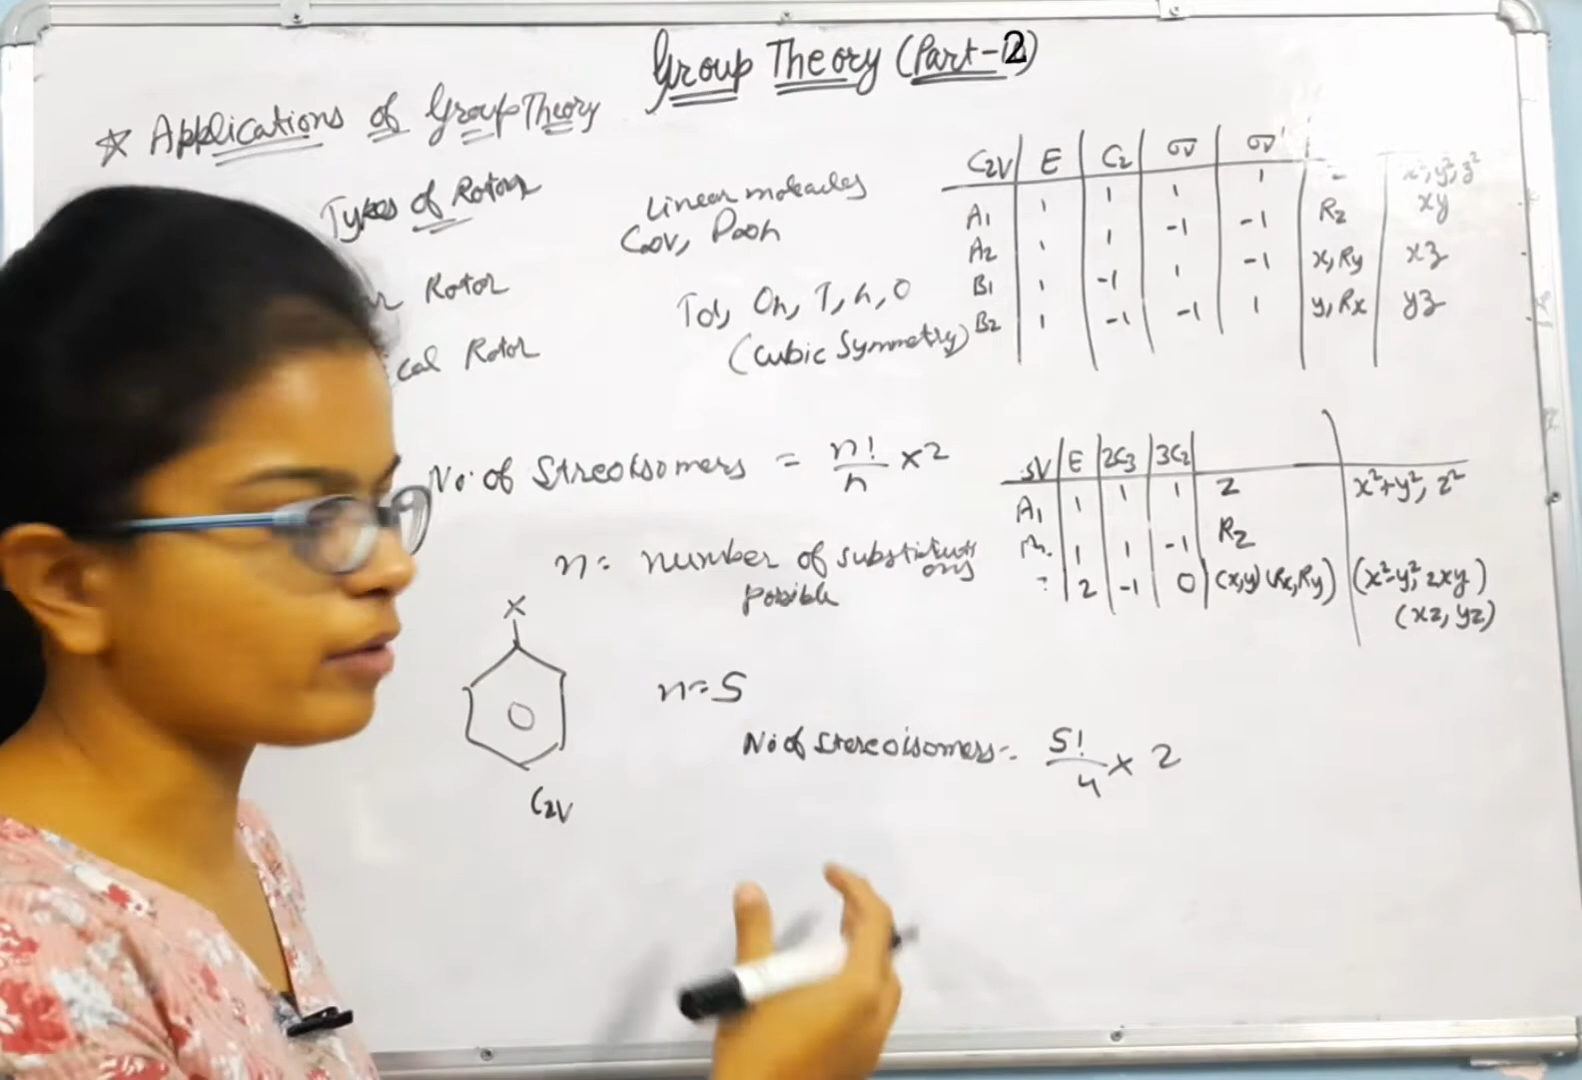 Group Theory (Part-2)
☆ Applications of Group Theory
Types of Rotors
Rotor
cal Rotor
Linear molecules
C∞v, D∞h
Td, Oh, T, h, O
(Cubic Symmetry)
C2V E C2 σv σv'
A1 1 1 1 1 x², y², z²
A2 1 1 -1 -1 Rz xy
B1 1 -1 1 -1 x, Ry xz
B2 1 -1 -1 1 y, Rx yz
No. of Streoisomers = n!/h x 2
n = number of substitutions
possible
3V E 2C3 3C2
A1 1 1 1 z x²+y², z²
1 1 -1 Rz
2 -1 0 (x,y) (Rx,Ry) (x²-y², 2xy)
(xz, yz)
X
C2V
n=5
No of stereoisomers = 5!/4 x 2